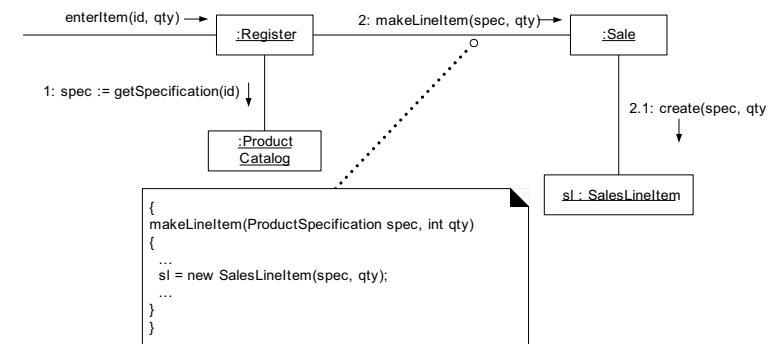 enterItem(id, qty)
2: makeLineItem(spec, qty)
:Register
:Sale
1: spec := getSpecification(id)
2.1: create(spec, qty
:Product
Catalog
sl : SalesLineItem
{
makeLineItem(ProductSpecification spec, int qty)
{
...
sl = new SalesLineItem(spec, qty);
...
}
}